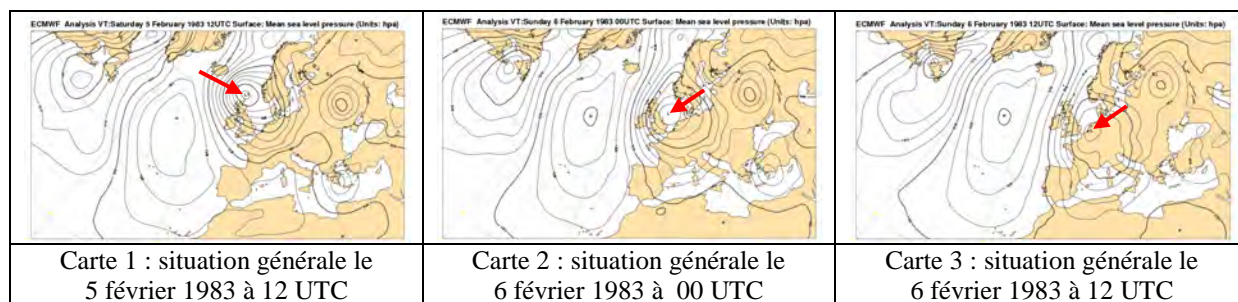 ECMWF Analysis VT:Saturday 5 February 1983 12UTC Surface: Mean sea level pressure (Units: hpa)
ECMWF Analysis VT:Sunday 6 February 1983 00UTC Surface: Mean sea level pressure (Units: hpa)
ECMWF Analysis VT:Sunday 6 February 1983 12UTC Surface: Mean sea level pressure (Units: hpa)
Carte 1 : situation générale le
5 février 1983 à 12 UTC
Carte 2 : situation générale le
6 février 1983 à 00 UTC
Carte 3 : situation générale le
6 février 1983 à 12 UTC